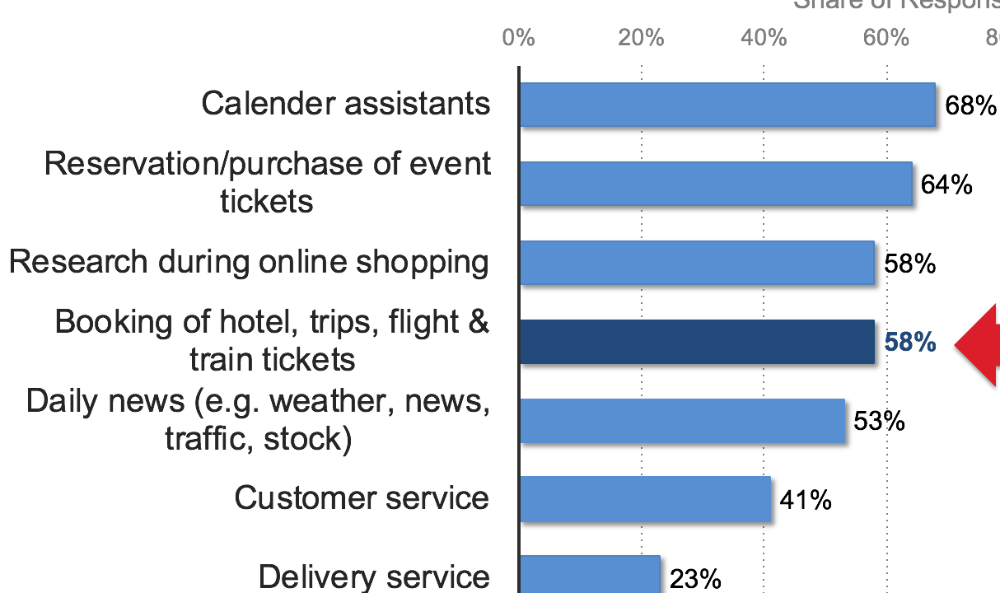 Share of
0% 20% 40% 60%
Calender assistants 68%
Reservation/purchase of event
tickets 64%
Research during online shopping 58%
Booking of hotel, trips, flight &
train tickets 58%
Daily news (e.g. weather, news,
traffic, stock) 53%
Customer service 41%
Delivery service 23%